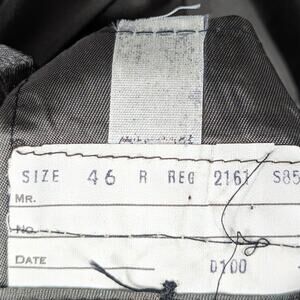 SIZE 46 R REG 2161 S85
MR.
No.
DATE D100